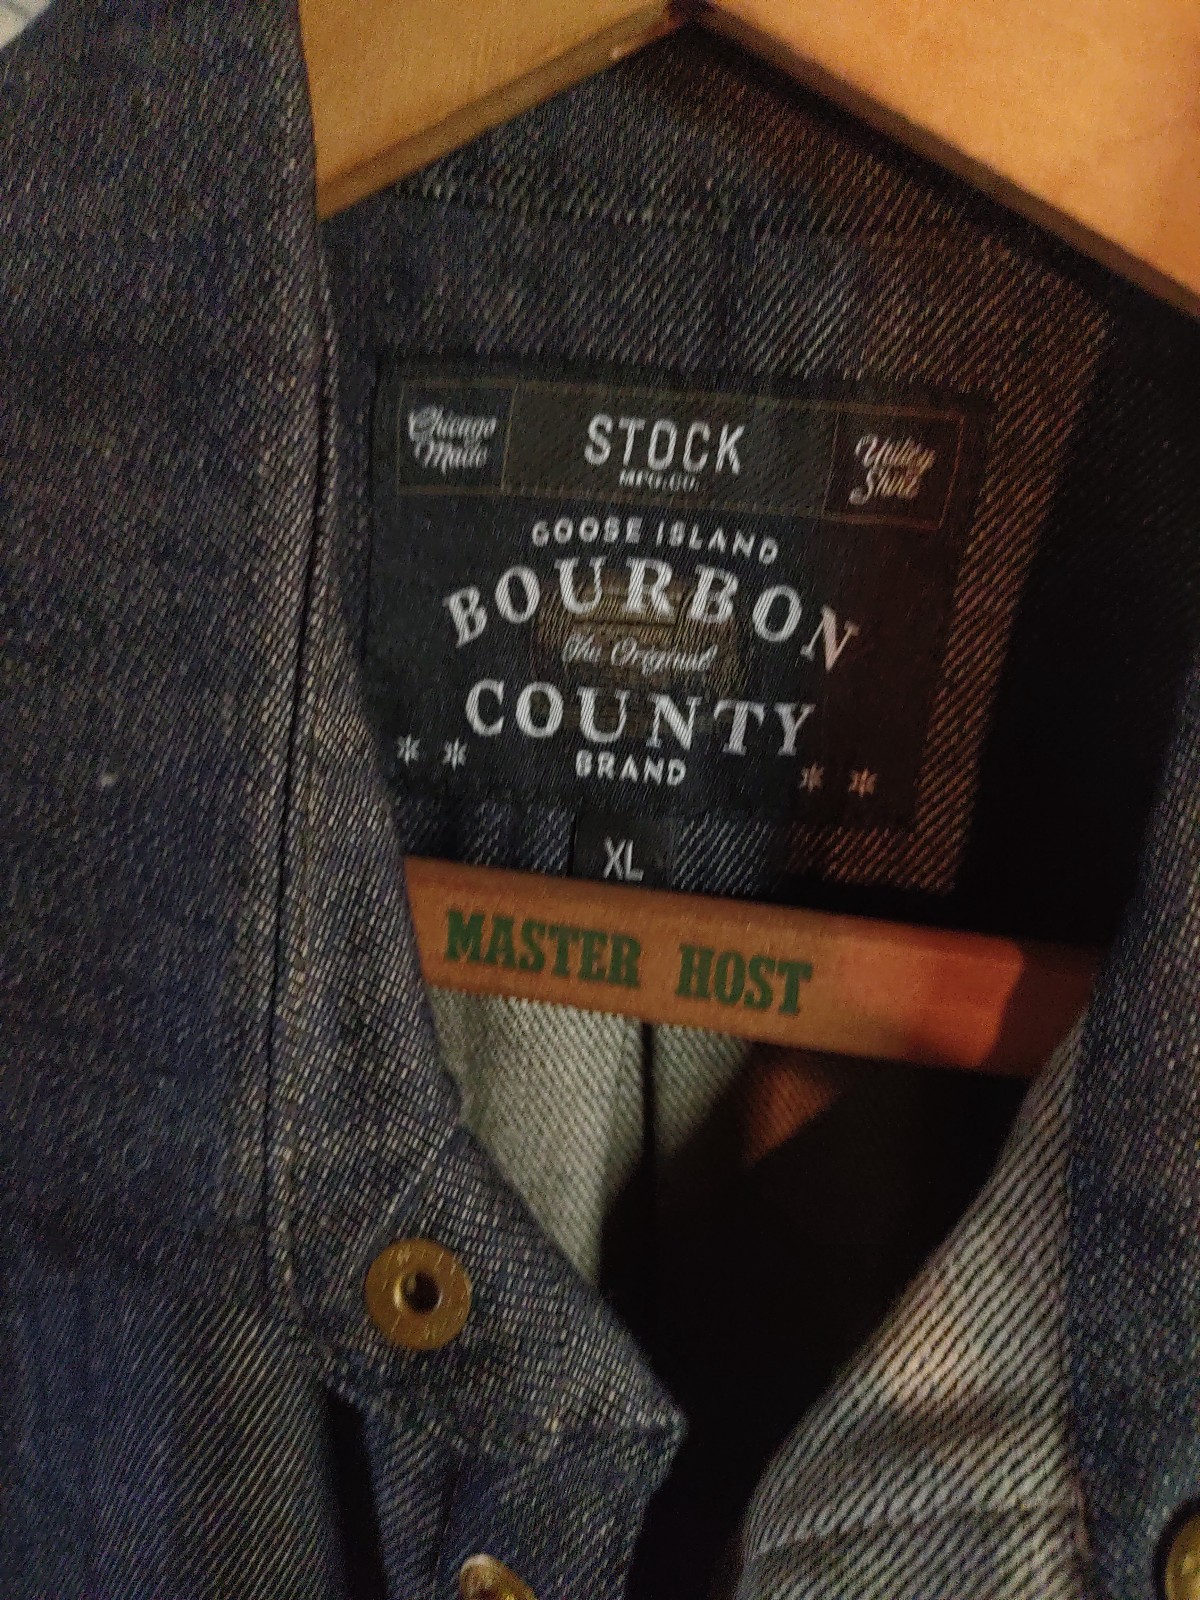 Chicago
Made
STOCK
MFG. CO.
Utility
Shirt
GOOSE ISLAND
BOURBON
The Original
COUNTY
BRAND
XL
MASTER HOST